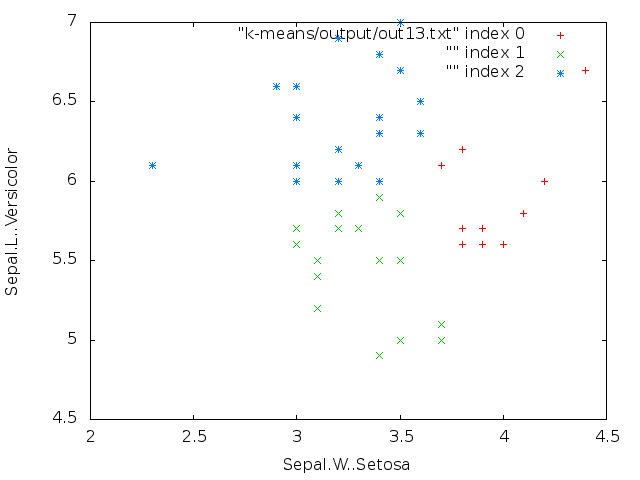 7
"k-means/output/out13.txt" index 0
"" index 1
"" index 2
6.5
6
5.5
5
4.5
Sepal.L..Versicolor
2 2.5 3 3.5 4 4.5
Sepal.W..Setosa